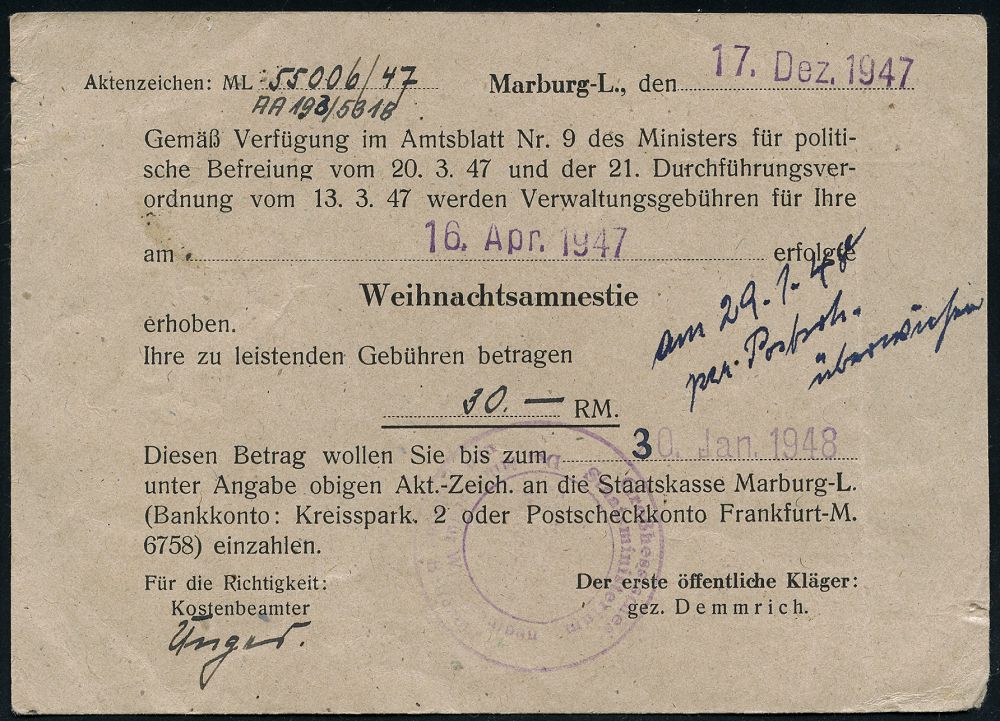 Aktenzeichen: ML 55006/47
AA 193/5318
Marburg-L., den 17. Dez. 1947
Gemäß Verfügung im Amtsblatt Nr. 9 des Ministers für politi-
sche Befreiung vom 20. 3. 47 und der 21. Durchführungsver-
ordnung vom 13. 3. 47 werden Verwaltungsgebühren für Ihre
am 16. Apr. 1947 erfolgte
Weihnachtsamnestie
erhoben.
am 29.1.48
per. Postsch.
überwiesen
Ihre zu leistenden Gebühren betragen
30.— RM.
Diesen Betrag wollen Sie bis zum 30. Jan. 1948
unter Angabe obigen Akt.-Zeich. an die Staatskasse Marburg-L.
(Bankkonto: Kreisspark. 2 oder Postscheckkonto Frankfurt-M.
6758) einzahlen.
Großhessisches
Staatsministerium
Für die Richtigkeit:
Kostenbeamter
Unger.
Der erste öffentliche Kläger:
gez. Demmrich.